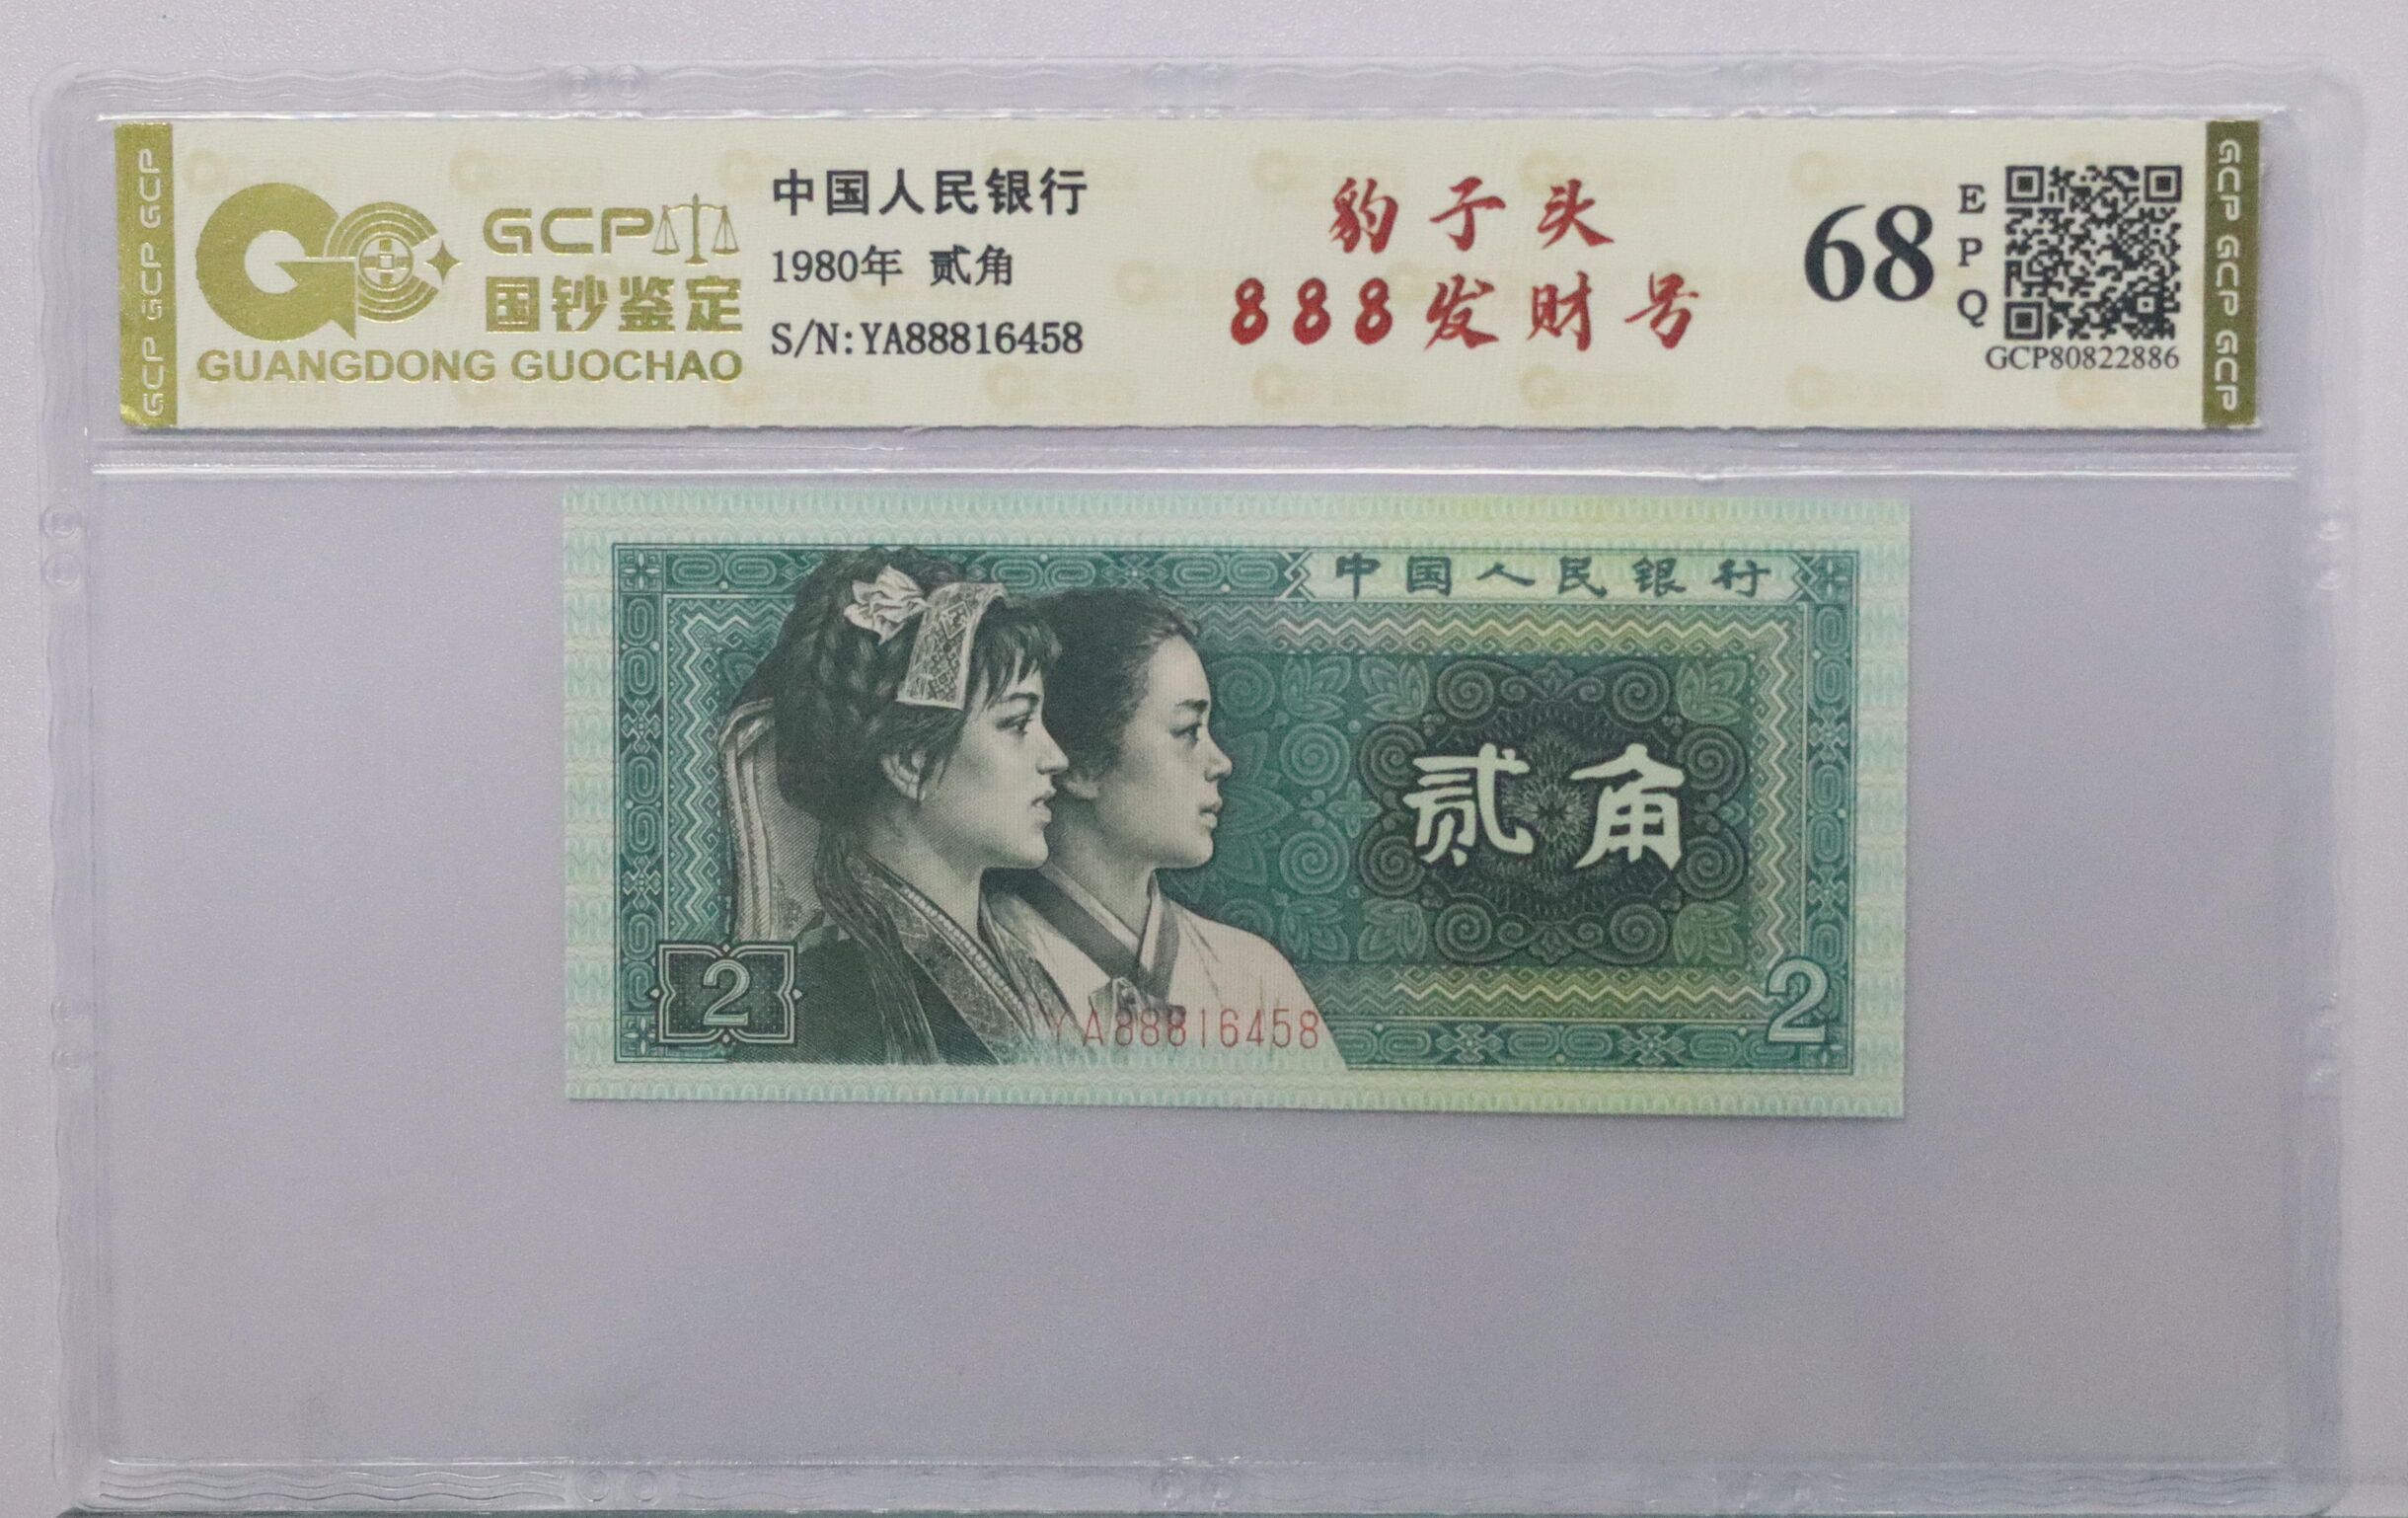 GCP GCP GCP
GCP
国钞鉴定
GUANGDONG GUOCHAO
中国人民银行
1980年 贰角
S/N:YA88816458
豹子头
888发财号
68
EPQ
GCP80822886
GCP GCP GCP
中国人民银行
贰角
2
YA88816458
2